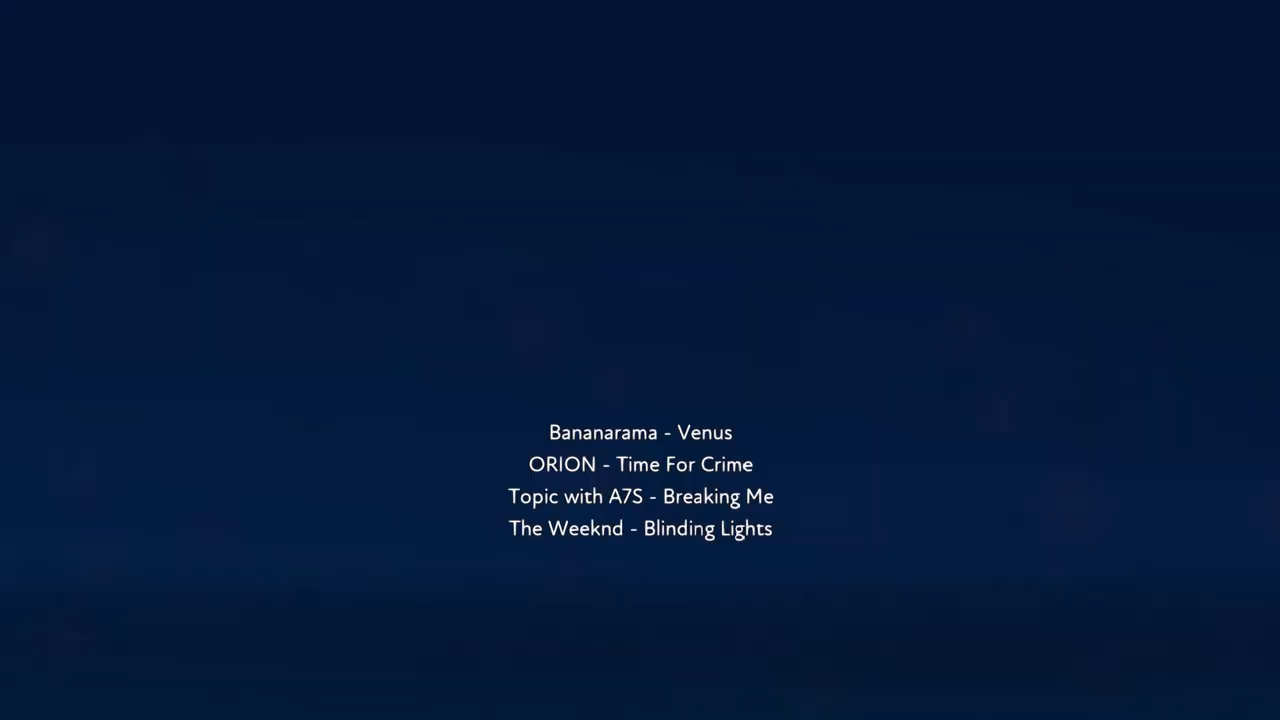 Bananarama - Venus
ORION - Time For Crime
Topic with A7S - Breaking Me
The Weeknd - Blinding Lights